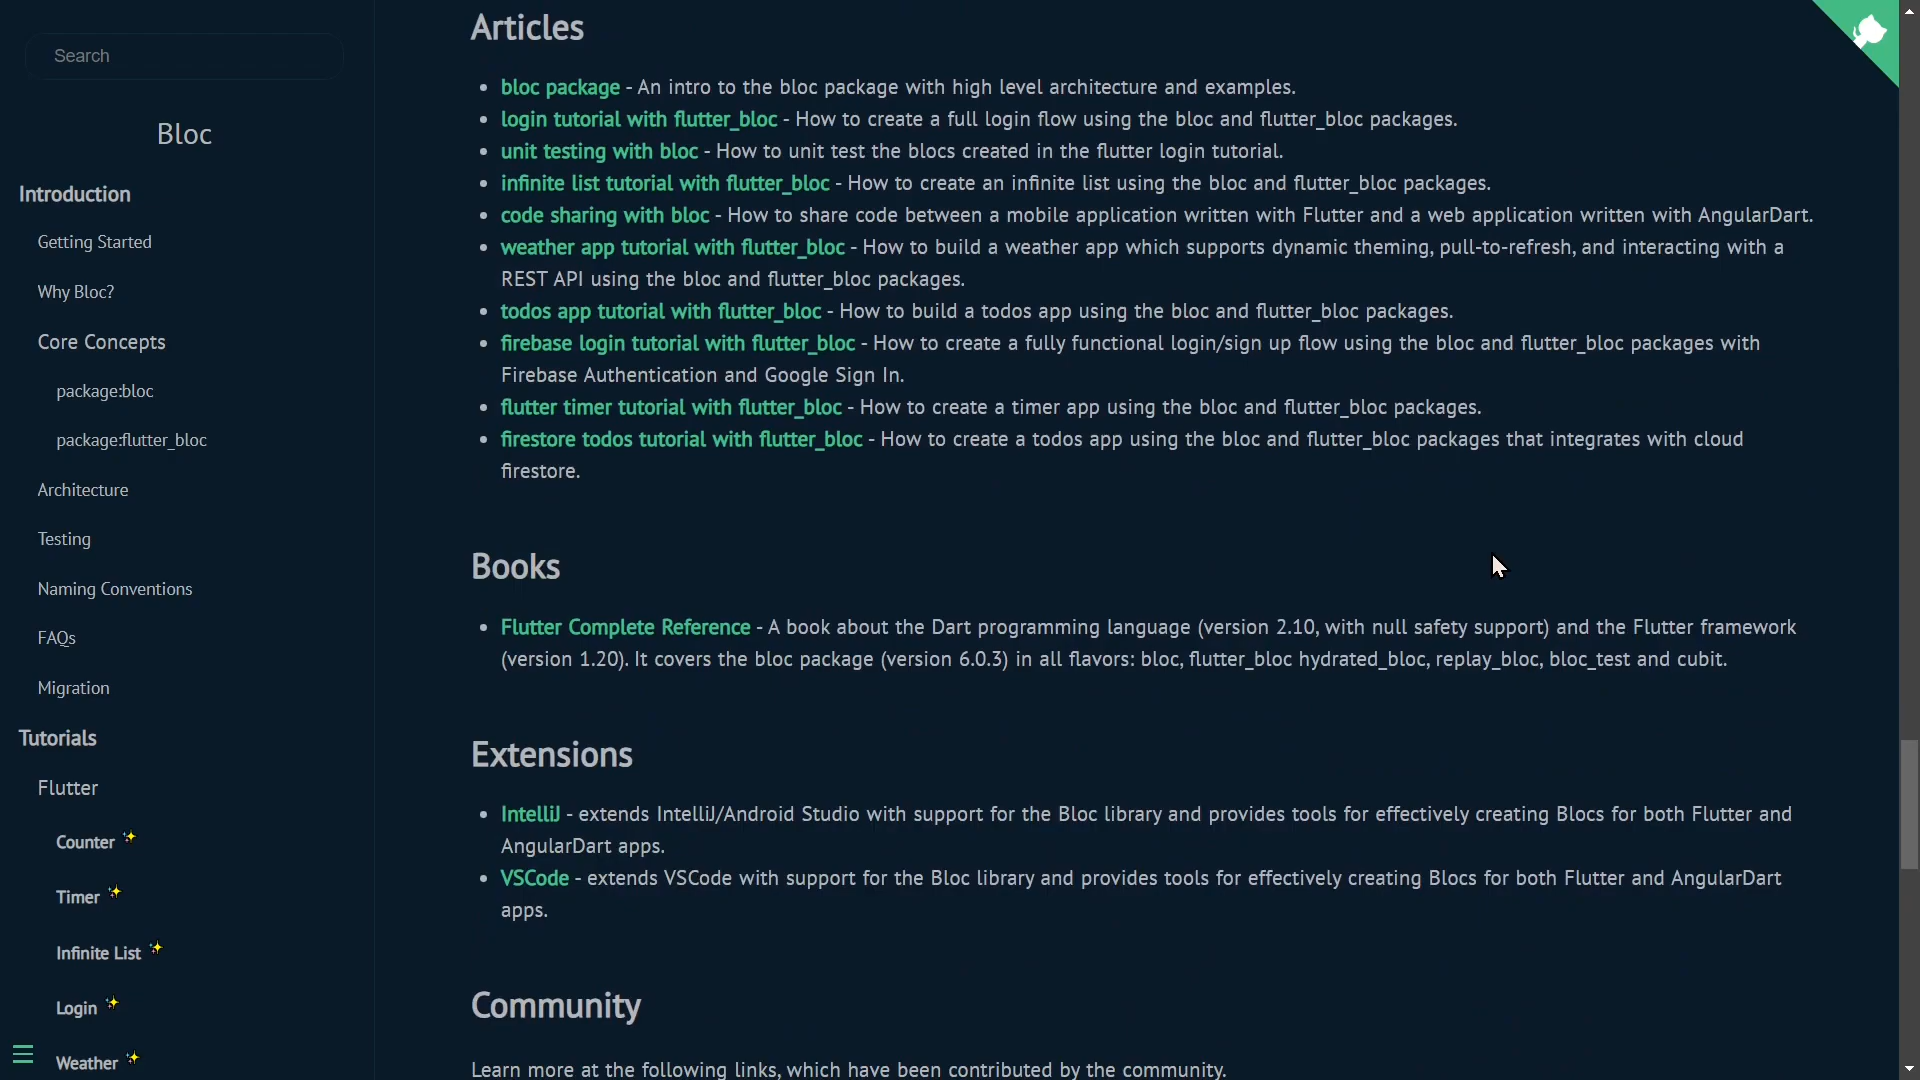 Search
Bloc
Introduction
Getting Started
Why Bloc?
Core Concepts
package:bloc
package:flutter_bloc
Architecture
Testing
Naming Conventions
FAQs
Migration
Tutorials
Flutter
Counter
Timer
Infinite List
Login
Weather
Articles
bloc package - An intro to the bloc package with high level architecture and examples.
login tutorial with flutter_bloc - How to create a full login flow using the bloc and flutter_bloc packages.
unit testing with bloc - How to unit test the blocs created in the flutter login tutorial.
infinite list tutorial with flutter_bloc - How to create an infinite list using the bloc and flutter_bloc packages.
code sharing with bloc - How to share code between a mobile application written with Flutter and a web application written with AngularDart.
weather app tutorial with flutter_bloc - How to build a weather app which supports dynamic theming, pull-to-refresh, and interacting with a
REST API using the bloc and flutter_bloc packages.
todos app tutorial with flutter_bloc - How to build a todos app using the bloc and flutter_bloc packages.
firebase login tutorial with flutter_bloc - How to create a fully functional login/sign up flow using the bloc and flutter_bloc packages with
Firebase Authentication and Google Sign In.
flutter timer tutorial with flutter_bloc - How to create a timer app using the bloc and flutter_bloc packages.
firestore todos tutorial with flutter_bloc - How to create a todos app using the bloc and flutter_bloc packages that integrates with cloud
firestore.
Books
Flutter Complete Reference - A book about the Dart programming language (version 2.10, with null safety support) and the Flutter framework
(version 1.20). It covers the bloc package (version 6.0.3) in all flavors: bloc, flutter_bloc hydrated_bloc, replay_bloc, bloc_test and cubit.
Extensions
IntelliJ - extends IntelliJ/Android Studio with support for the Bloc library and provides tools for effectively creating Blocs for both Flutter and
AngularDart apps.
VSCode - extends VSCode with support for the Bloc library and provides tools for effectively creating Blocs for both Flutter and AngularDart
apps.
Community
Learn more at the following links, which have been contributed by the community.